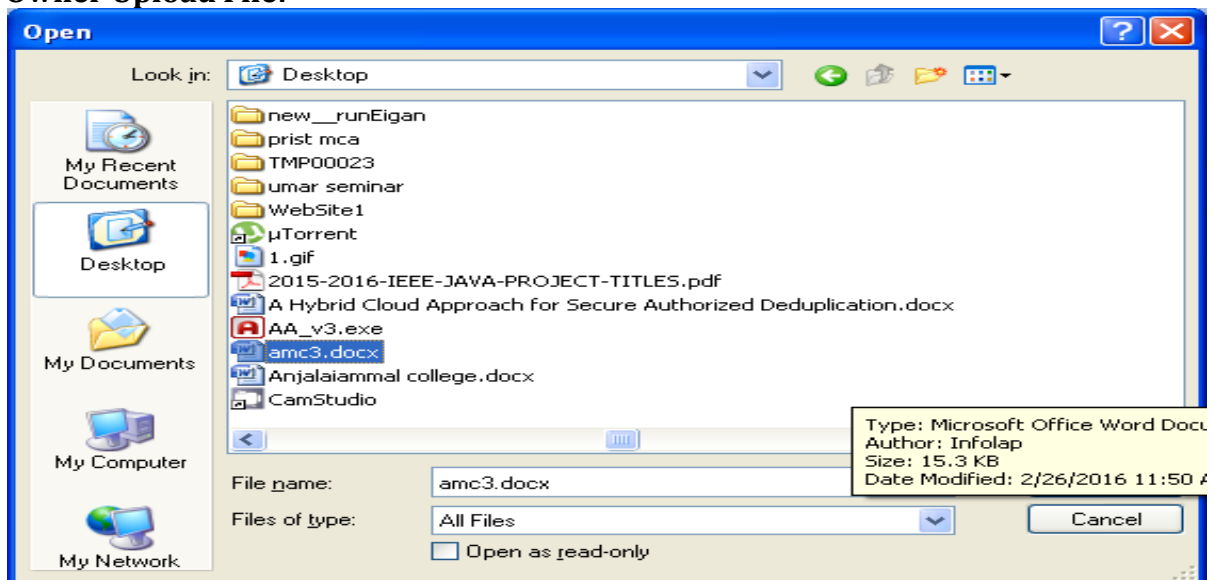 Owner Upload File:
Open
Look in: Desktop
My Recent
Documents
Desktop
My Documents
My Computer
My Network
new__runEigan
prist mca
TMP00023
umar seminar
WebSite1
µTorrent
1.gif
2015-2016-IEEE-JAVA-PROJECT-TITLES.pdf
A Hybrid Cloud Approach for Secure Authorized Deduplication.docx
AA_v3.exe
amc3.docx
Anjalaiammal college.docx
CamStudio
Type: Microsoft Office Word Docu
Author: Infolap
Size: 15.3 KB
Date Modified: 2/26/2016 11:50 A
File name: amc3.docx
Files of type: All Files
Cancel
Open as read-only